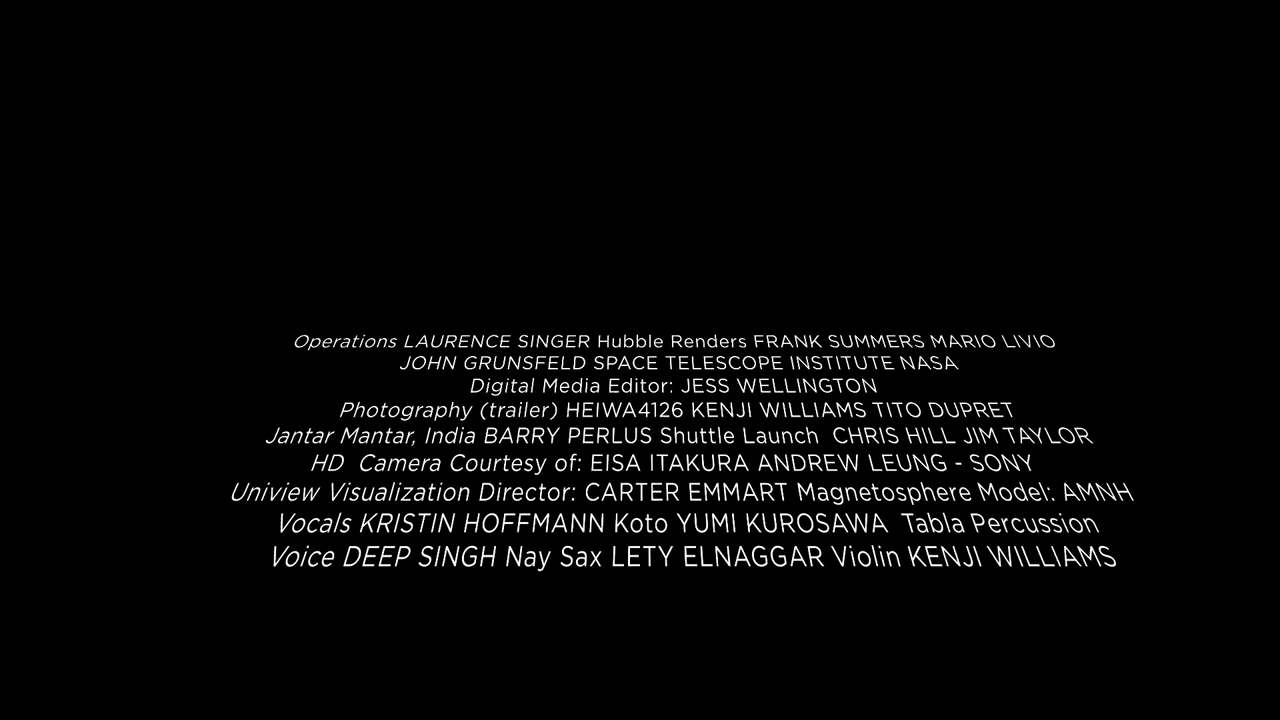 Operations LAURENCE SINGER Hubble Renders FRANK SUMMERS MARIO LIVIO
JOHN GRUNSFELD SPACE TELESCOPE INSTITUTE NASA
Digital Media Editor: JESS WELLINGTON
Photography (trailer) HEIWA4126 KENJI WILLIAMS TITO DUPRET
Jantar Mantar, India BARRY PERLUS Shuttle Launch  CHRIS HILL JIM TAYLOR
HD  Camera Courtesy of: EISA ITAKURA ANDREW LEUNG - SONY
Uniview Visualization Director: CARTER EMMART Magnetosphere Model: AMNH
Vocals KRISTIN HOFFMANN Koto YUMI KUROSAWA  Tabla Percussion
Voice DEEP SINGH Nay Sax LETY ELNAGGAR Violin KENJI WILLIAMS